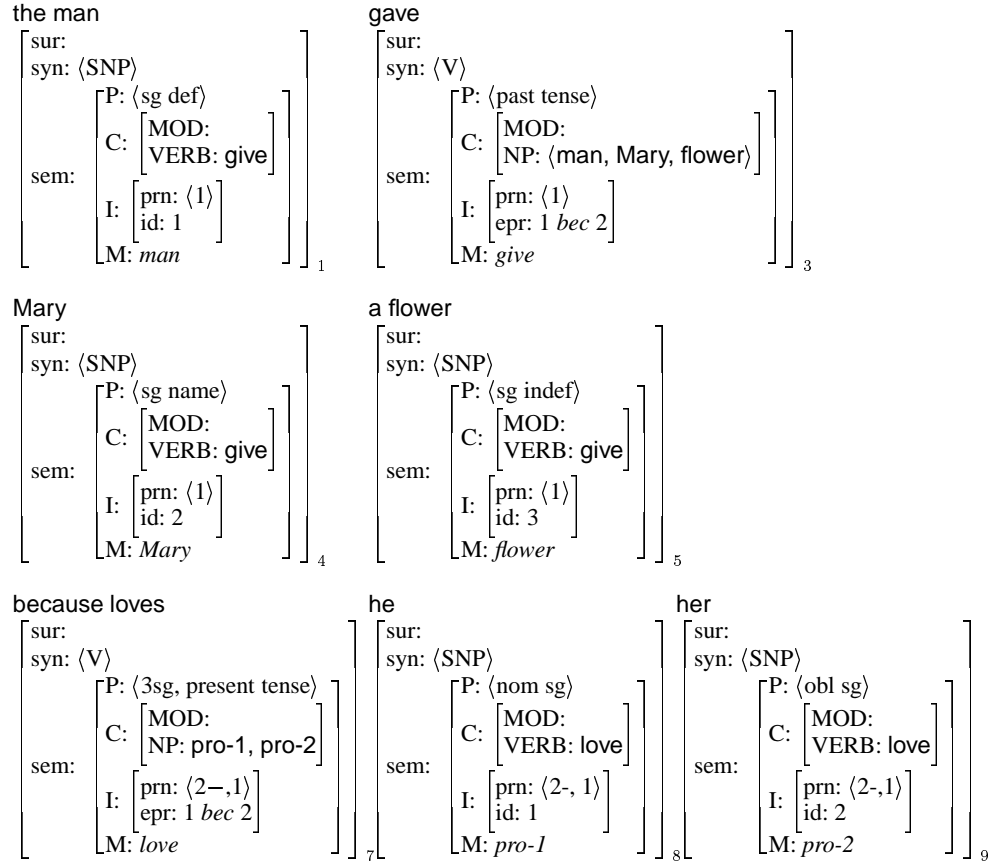 the man
sur:
syn: ⟨SNP⟩
sem:
P: ⟨sg def⟩
C:
MOD:
VERB: give
I:
prn: ⟨1⟩
id: 1
M: man
1
gave
sur:
syn: ⟨V⟩
sem:
P: ⟨past tense⟩
C:
MOD:
NP: ⟨man, Mary, flower⟩
I:
prn: ⟨1⟩
epr: 1 bec 2
M: give
3
Mary
sur:
syn: ⟨SNP⟩
sem:
P: ⟨sg name⟩
C:
MOD:
VERB: give
I:
prn: ⟨1⟩
id: 2
M: Mary
4
a flower
sur:
syn: ⟨SNP⟩
sem:
P: ⟨sg indef⟩
C:
MOD:
VERB: give
I:
prn: ⟨1⟩
id: 3
M: flower
5
because loves
sur:
syn: ⟨V⟩
sem:
P: ⟨3sg, present tense⟩
C:
MOD:
NP: pro-1, pro-2
I:
prn: ⟨2−,1⟩
epr: 1 bec 2
M: love
7
he
sur:
syn: ⟨SNP⟩
sem:
P: ⟨nom sg⟩
C:
MOD:
VERB: love
I:
prn: ⟨2-, 1⟩
id: 1
M: pro-1
8
her
sur:
syn: ⟨SNP⟩
sem:
P: ⟨obl sg⟩
C:
MOD:
VERB: love
I:
prn: ⟨2-,1⟩
id: 2
M: pro-2
9